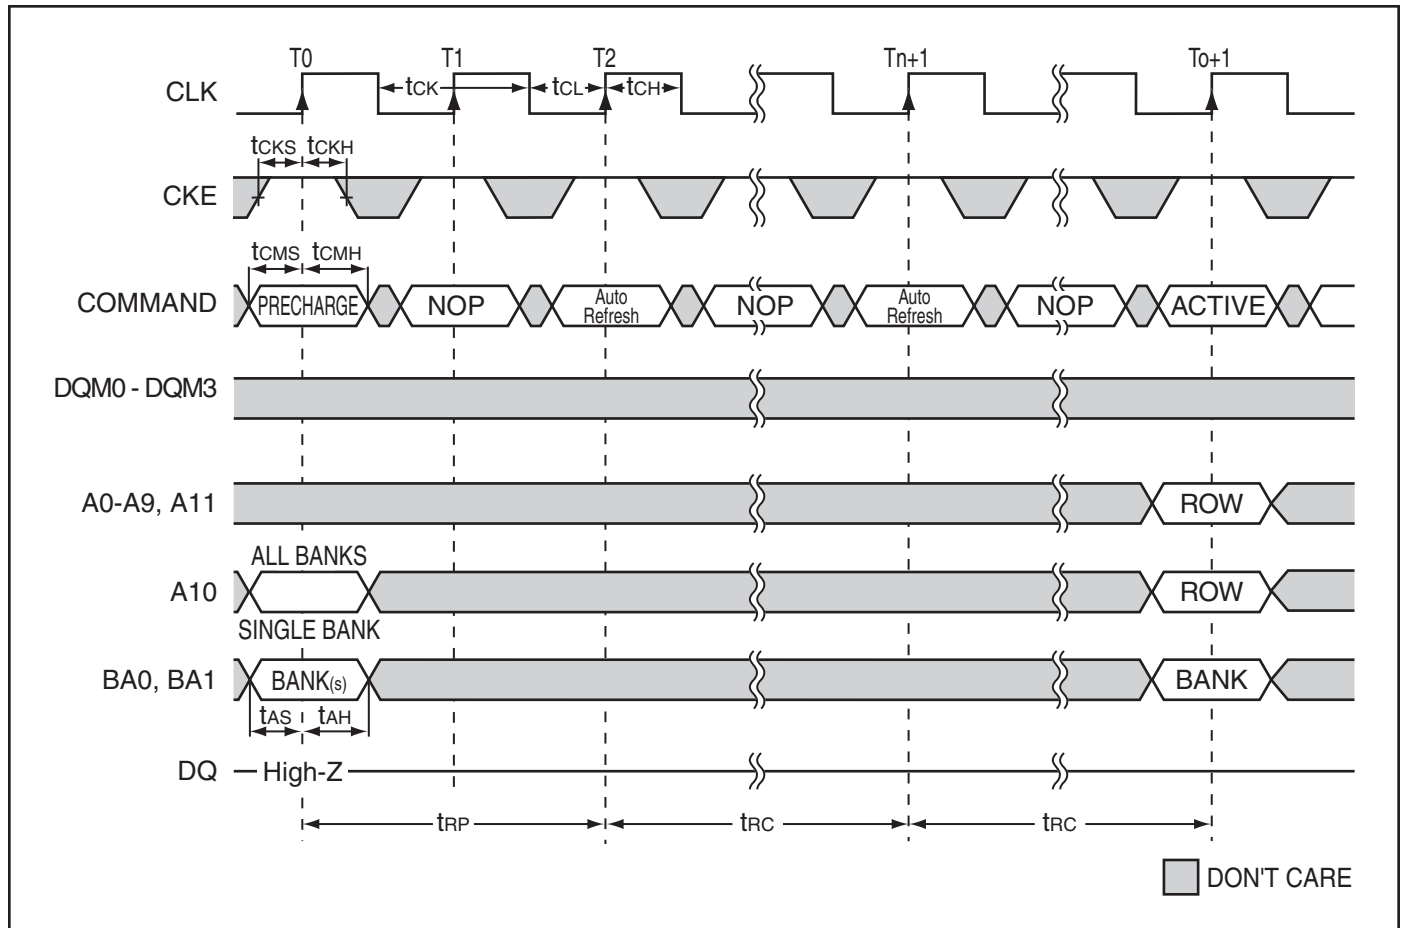 T0 T1 T2 Tn+1 To+1
CLK tCK tCL tCH
tCKS tCKH
CKE
tCMS tCMH
COMMAND PRECHARGE NOP Auto Refresh NOP Auto Refresh NOP ACTIVE
DQM0 - DQM3
A0-A9, A11 ROW
ALL BANKS
A10 ROW
SINGLE BANK
BA0, BA1 BANK(s) BANK
tAS tAH
DQ High-Z
tRP tRC tRC
DON'T CARE